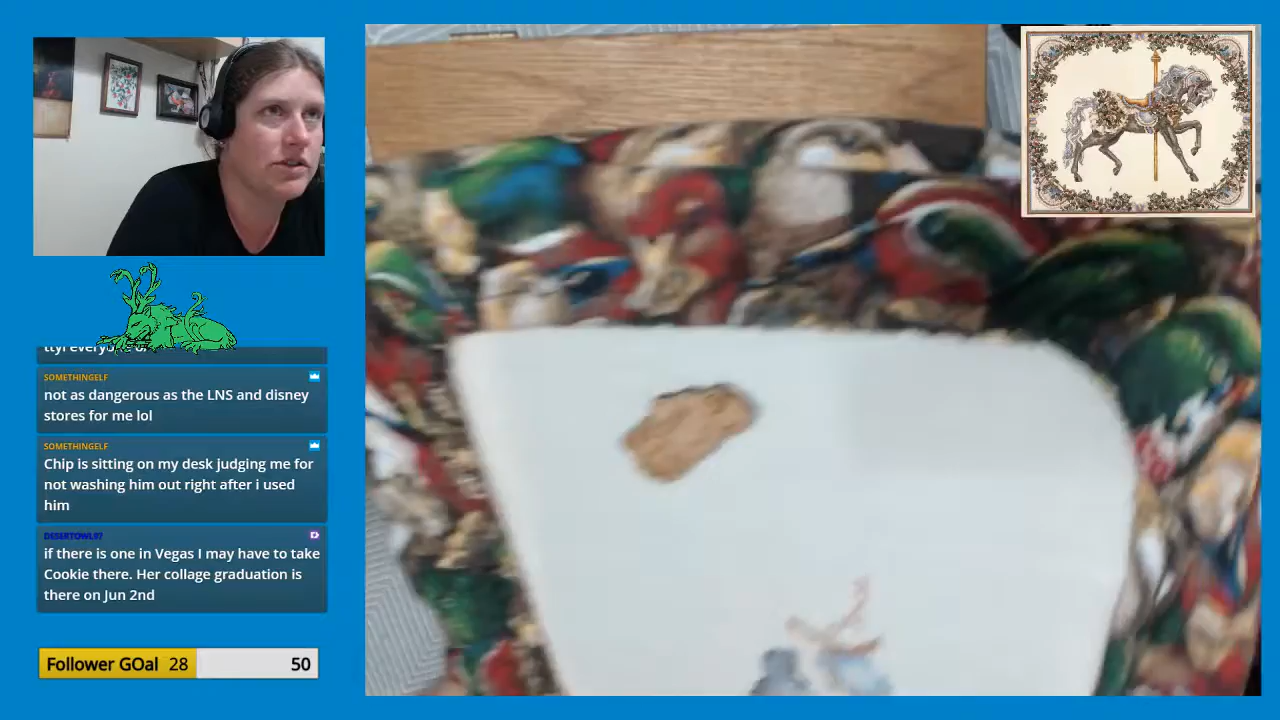 SOMETHINGELF
not as dangerous as the LNS and disney
stores for me lol
SOMETHINGELF
Chip is sitting on my desk judging me for
not washing him out right after i used
him
DESERTOWL87
if there is one in Vegas I may have to take
Cookie there. Her collage graduation is
there on Jun 2nd
Follower GOal 28 50